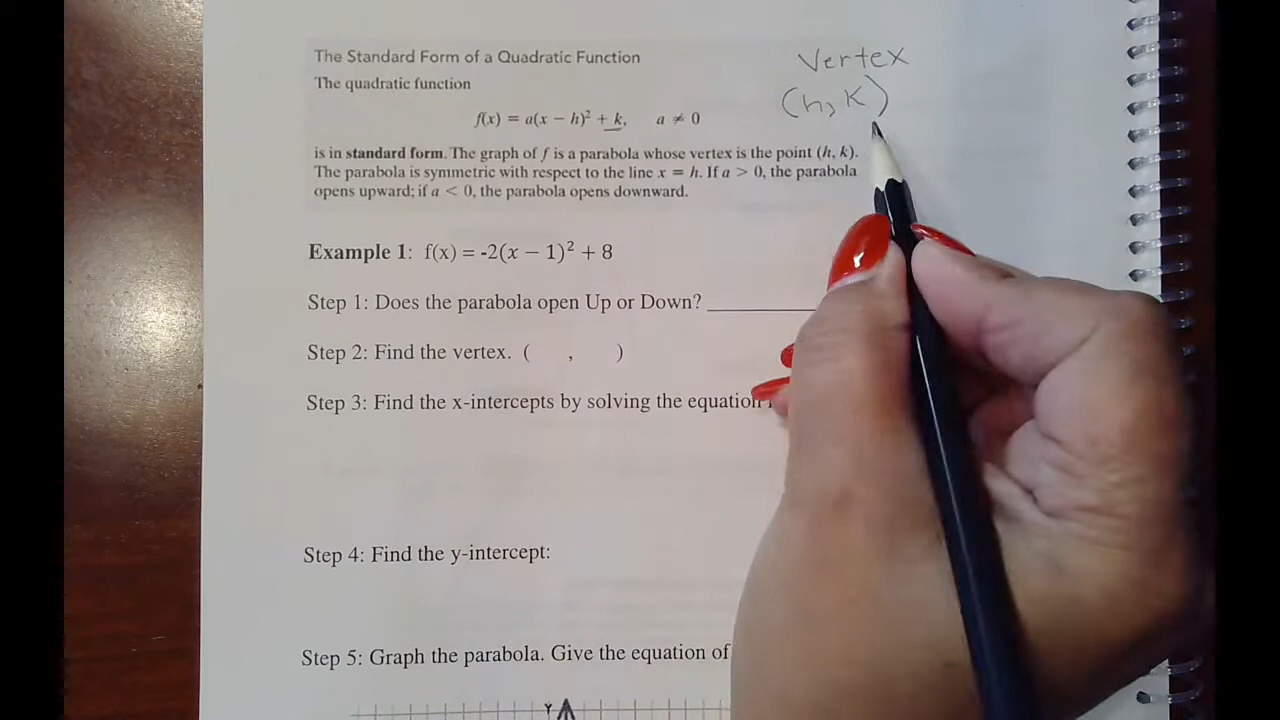 The Standard Form of a Quadratic Function
Vertex
The quadratic function
(h, k)
f(x) = a(x − h)² + k, a ≠ 0
is in standard form. The graph of f is a parabola whose vertex is the point (h, k).
The parabola is symmetric with respect to the line x = h. If a > 0, the parabola
opens upward; if a < 0, the parabola opens downward.
Example 1: f(x) = -2(x − 1)² + 8
Step 1: Does the parabola open Up or Down? __________
Step 2: Find the vertex. ( , )
Step 3: Find the x-intercepts by solving the equation
Step 4: Find the y-intercept:
Step 5: Graph the parabola. Give the equation of
Y